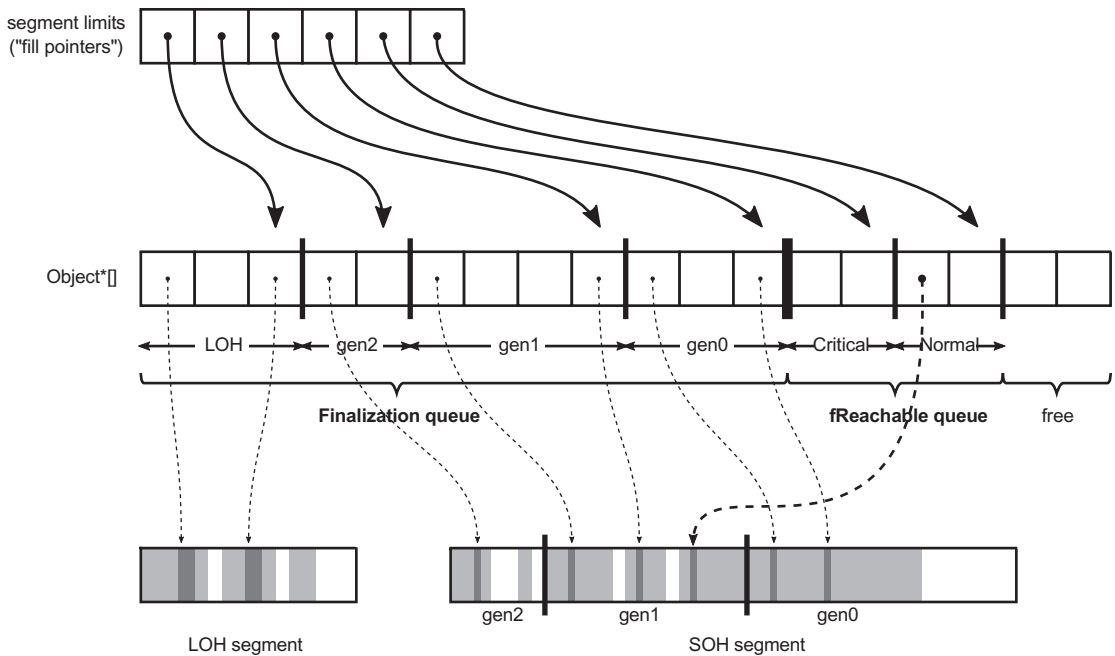 segment limits
("fill pointers")
Object*[]
LOH
gen2
gen1
gen0
Critical
Normal
Finalization queue
fReachable queue
free
gen2
gen1
gen0
LOH segment
SOH segment